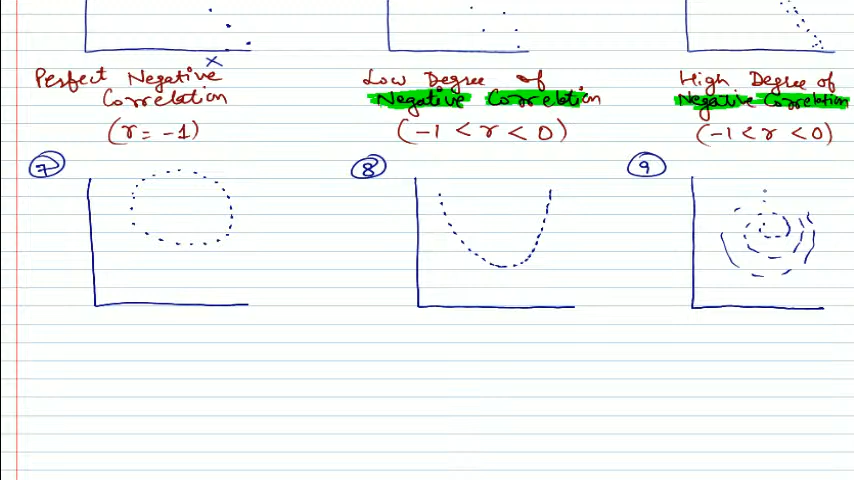 X
Perfect Negative
Correlation
(r = -1)
Low Degree of
Negative Correlation
(-1 < r < 0)
High Degree of
Negative Correlation
(-1 < r < 0)
7
8
9